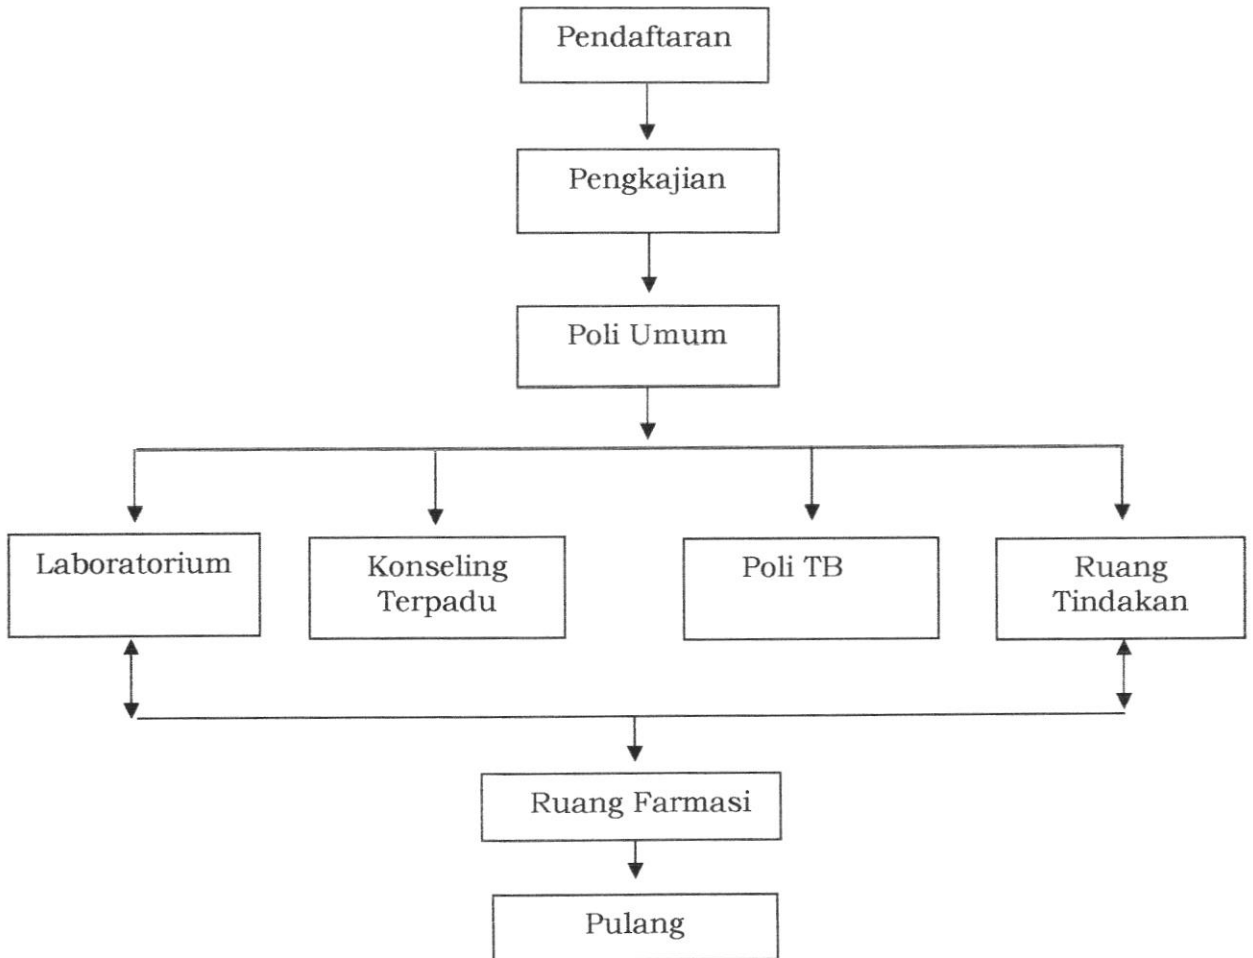 Pendaftaran
Pengkajian
Poli Umum
Laboratorium
Konseling
Terpadu
Poli TB
Ruang
Tindakan
Ruang Farmasi
Pulang